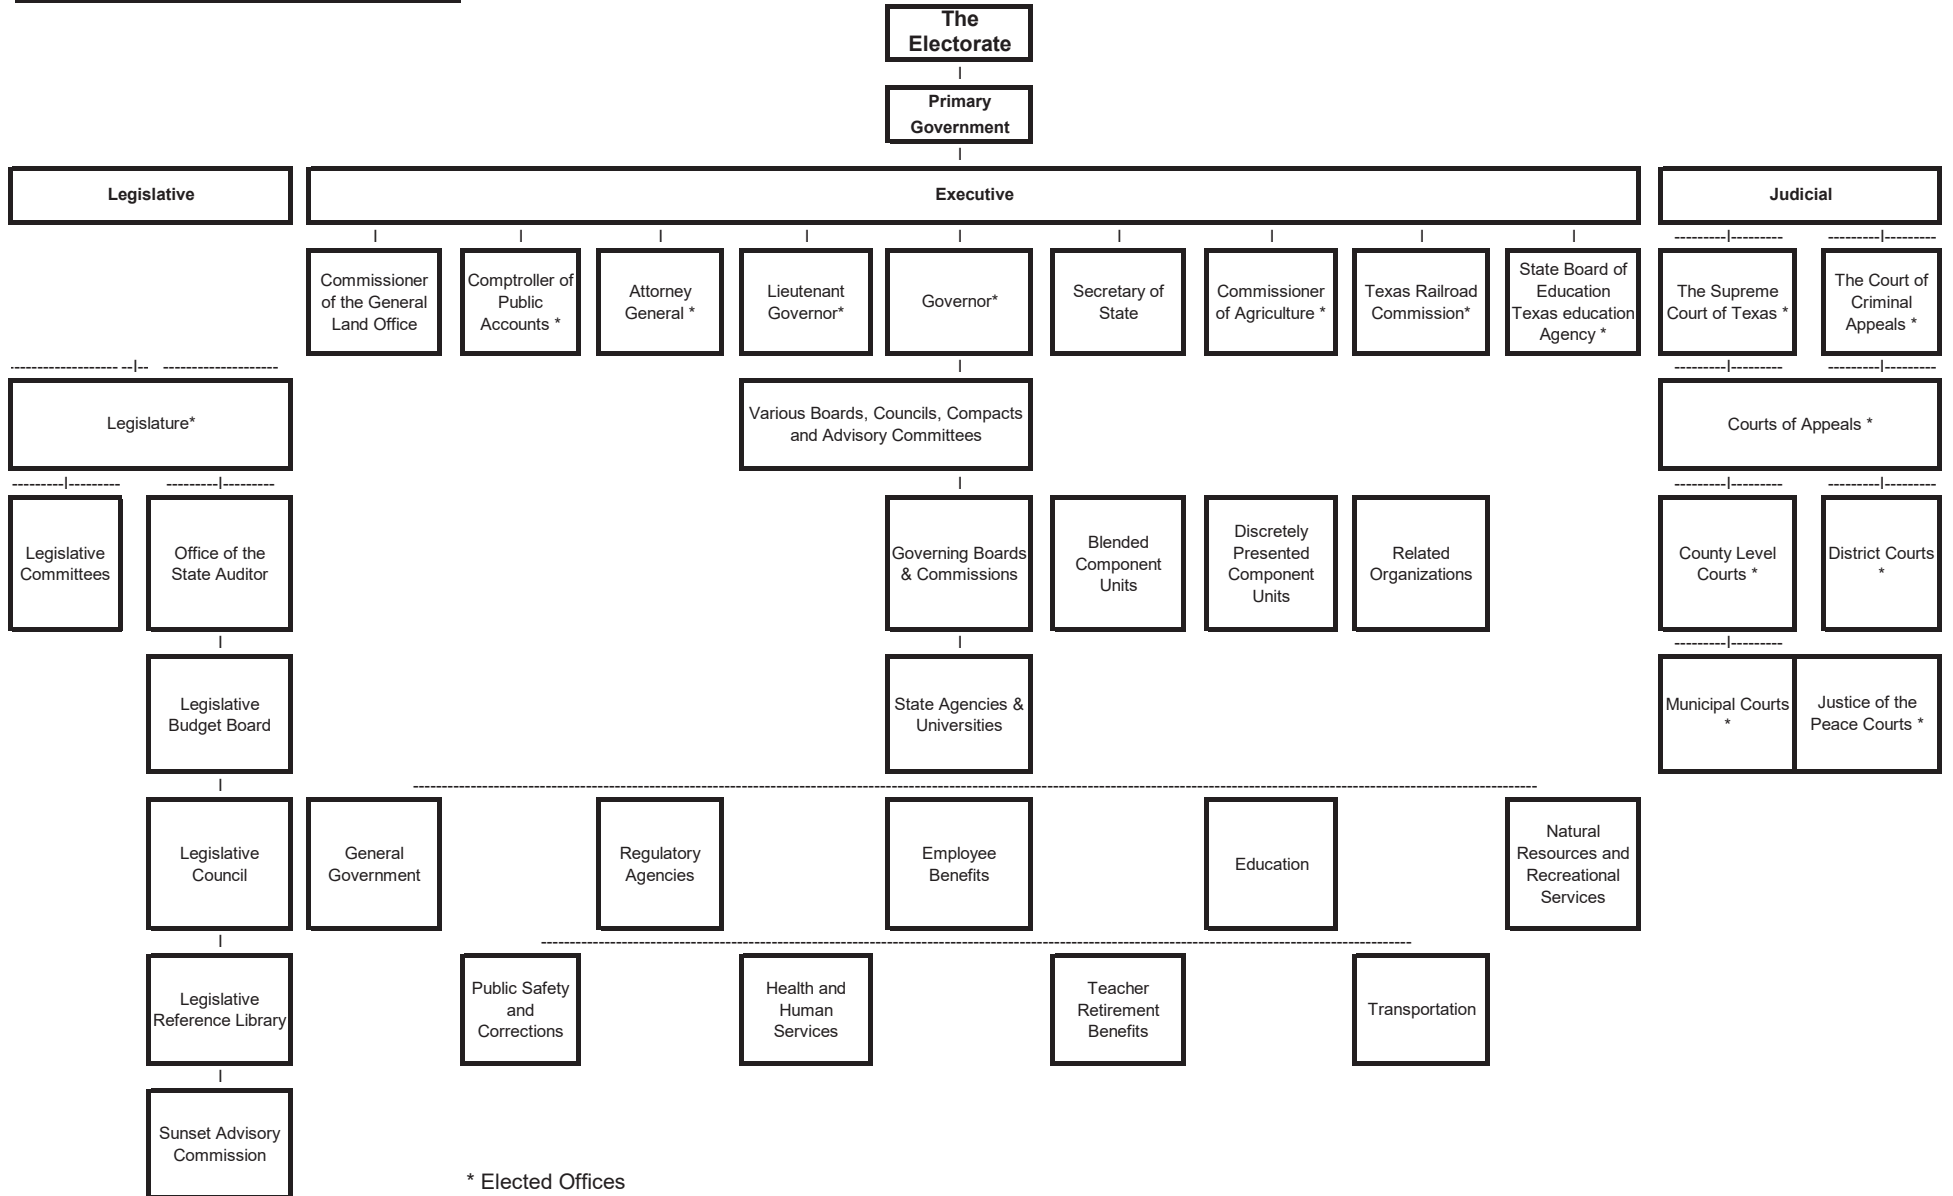 The
Electorate
Primary
Government
Legislative
Executive
Judicial
Commissioner
of the General
Land Office
Comptroller of
Public
Accounts *
Attorney
General *
Lieutenant
Governor*
Governor*
Secretary of
State
Commissioner
of Agriculture *
Texas Railroad
Commission*
State Board of
Education
Texas education
Agency *
The Supreme
Court of Texas *
The Court of
Criminal
Appeals *
Legislature*
Various Boards, Councils, Compacts
and Advisory Committees
Courts of Appeals *
Legislative
Committees
Office of the
State Auditor
Governing Boards
& Commissions
Blended
Component
Units
Discretely
Presented
Component
Units
Related
Organizations
County Level
Courts *
District Courts
*
Legislative
Budget Board
State Agencies &
Universities
Municipal Courts
*
Justice of the
Peace Courts *
Legislative
Council
General
Government
Regulatory
Agencies
Employee
Benefits
Education
Natural
Resources and
Recreational
Services
Legislative
Reference Library
Public Safety
and
Corrections
Health and
Human
Services
Teacher
Retirement
Benefits
Transportation
Sunset Advisory
Commission
* Elected Offices